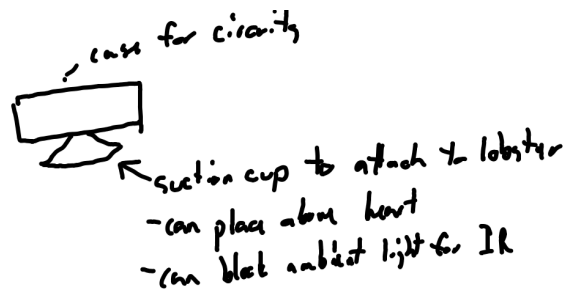 case for circuits
suction cup to attach to lobster
- can place above heart
- can block ambient light for IR